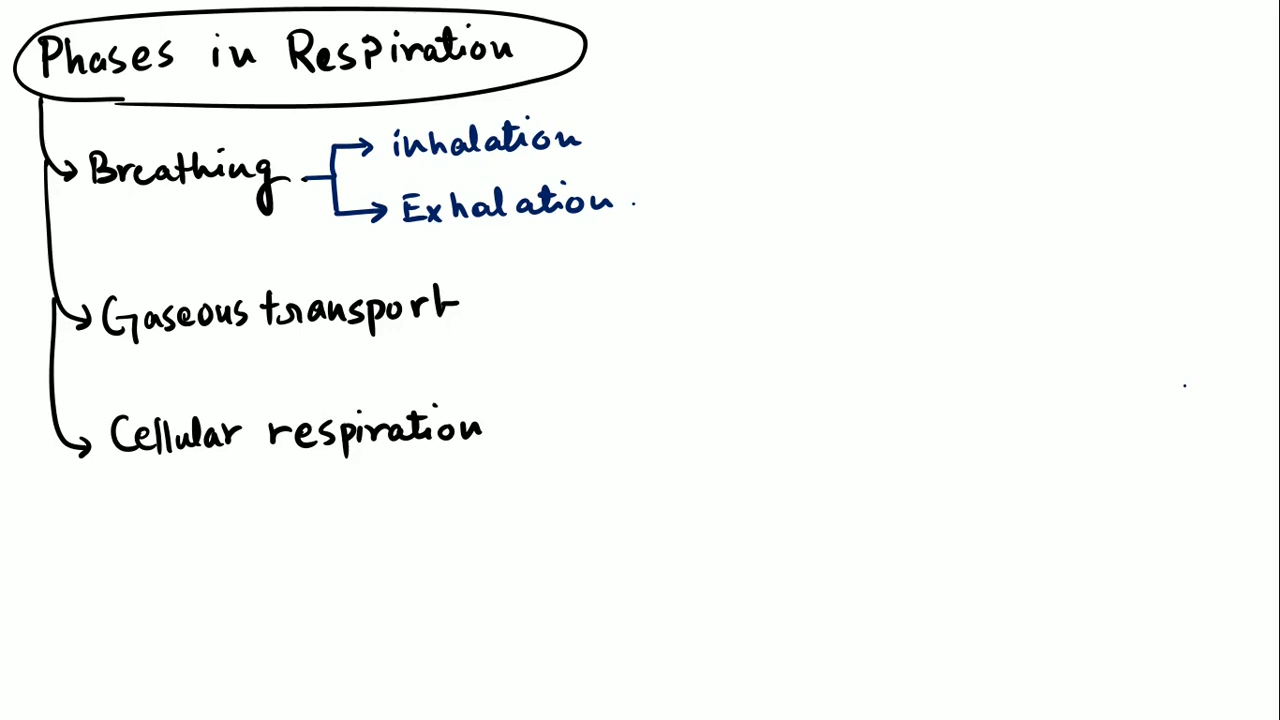 Phases in Respiration
Breathing
inhalation
Exhalation.
Gaseous transport
Cellular respiration